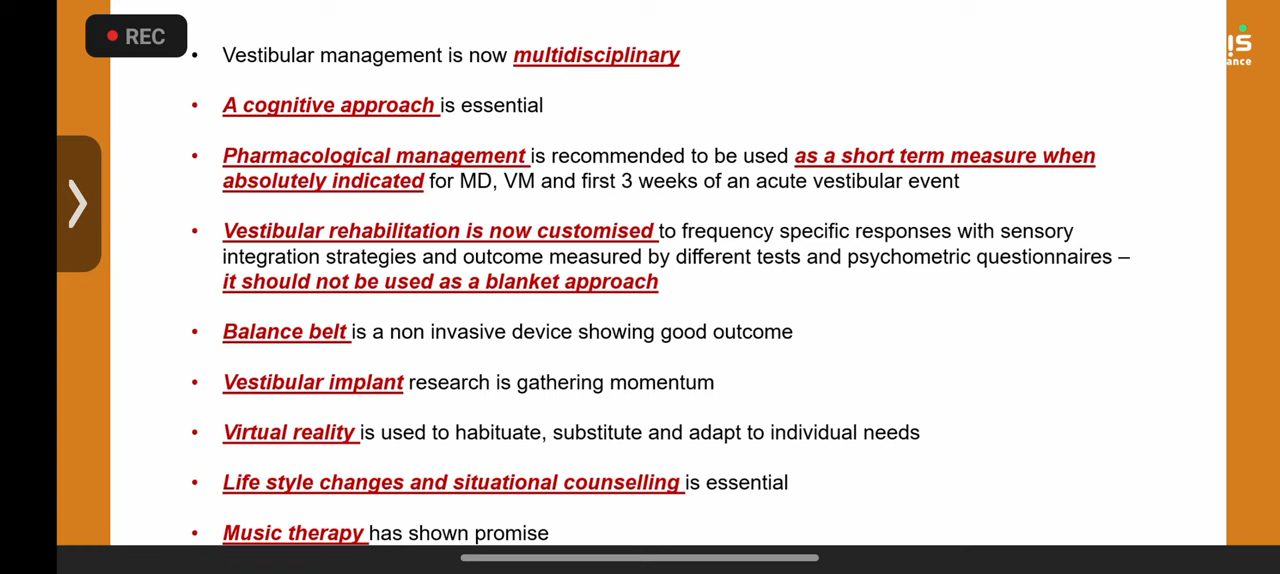 REC
• Vestibular management is now multidisciplinary
• A cognitive approach is essential
• Pharmacological management is recommended to be used as a short term measure when
absolutely indicated for MD, VM and first 3 weeks of an acute vestibular event
• Vestibular rehabilitation is now customised to frequency specific responses with sensory
integration strategies and outcome measured by different tests and psychometric questionnaires –
it should not be used as a blanket approach
• Balance belt is a non invasive device showing good outcome
• Vestibular implant research is gathering momentum
• Virtual reality is used to habituate, substitute and adapt to individual needs
• Life style changes and situational counselling is essential
• Music therapy has shown promise